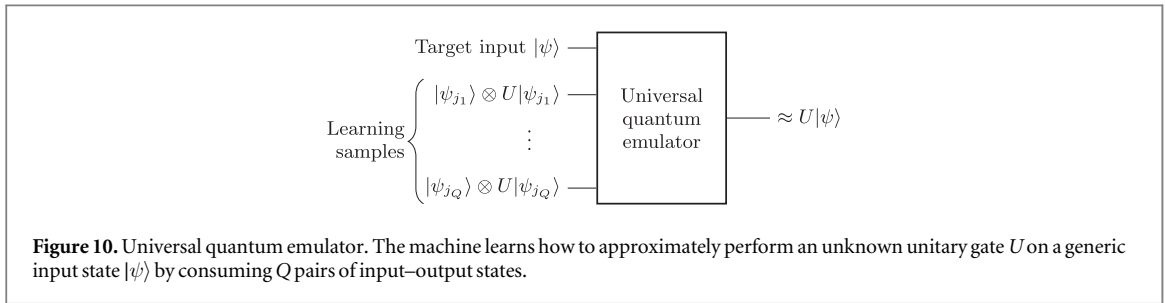 Target input |ψ⟩
|ψ_{j_1}⟩ ⊗ U|ψ_{j_1}⟩
Learning
samples
⋮
|ψ_{j_Q}⟩ ⊗ U|ψ_{j_Q}⟩
Universal
quantum
emulator
≈ U|ψ⟩
Figure 10. Universal quantum emulator. The machine learns how to approximately perform an unknown unitary gate U on a generic
input state |ψ⟩ by consuming Q pairs of input–output states.